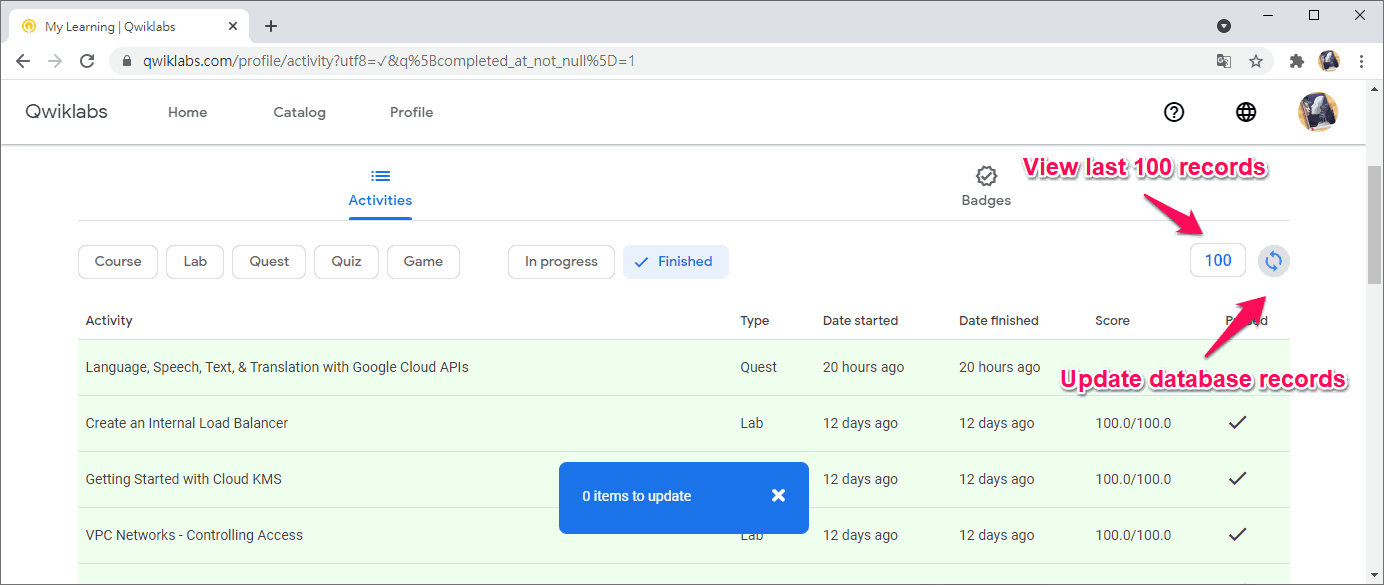 My Learning | Qwiklabs
qwiklabs.com/profile/activity?utf8=✓&q%5Bcompleted_at_not_null%5D=1
Qwiklabs Home Catalog Profile
View last 100 records
Activities Badges
Course Lab Quest Quiz Game In progress Finished 100
Activity Type Date started Date finished Score
Language, Speech, Text, & Translation with Google Cloud APIs Quest 20 hours ago 20 hours ago
Update database records
Create an Internal Load Balancer Lab 12 days ago 12 days ago 100.0/100.0
Getting Started with Cloud KMS 12 days ago 12 days ago 100.0/100.0
0 items to update
VPC Networks - Controlling Access Lab 12 days ago 12 days ago 100.0/100.0